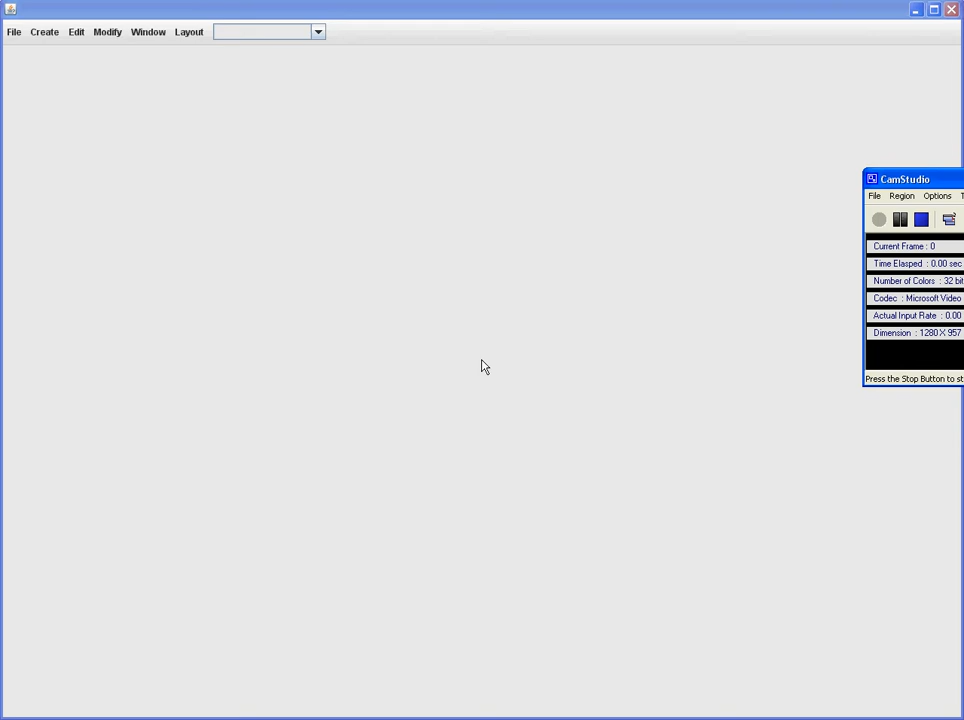 File Create Edit Modify Window Layout
CamStudio
File Region Options
Current Frame : 0
Time Elasped : 0.00 sec
Number of Colors : 32 bit
Codec : Microsoft Video
Actual Input Rate : 0.00
Dimension : 1280 X 957
Press the Stop Button to st